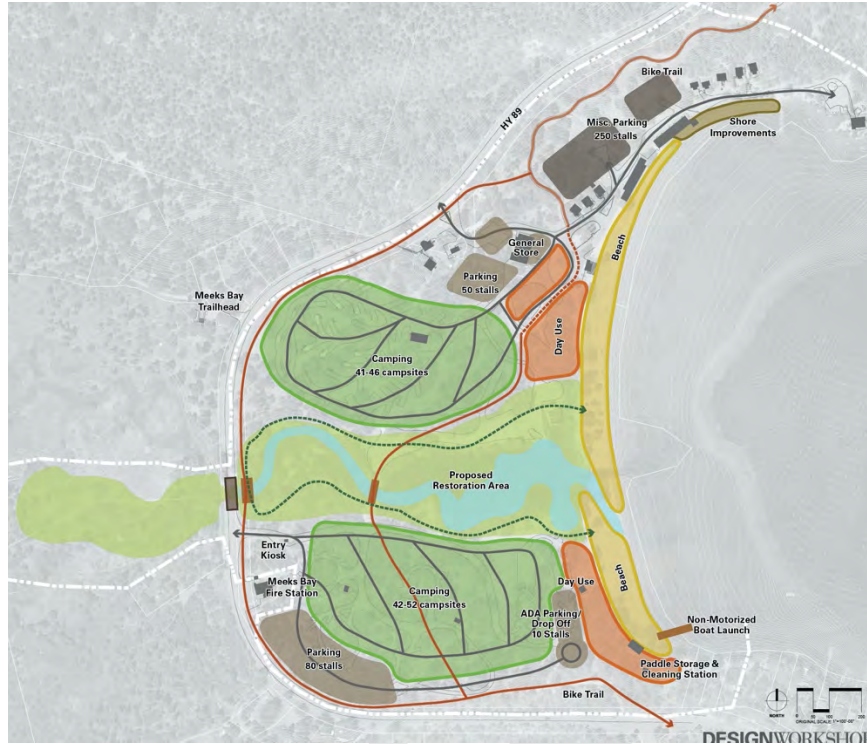 HY 89
Bike Trail
Misc. Parking
250 stalls
Shore
Improvements
General
Store
Beach
Parking
50 stalls
Meeks Bay
Trailhead
Day Use
Camping
41-46 campsites
Proposed
Restoration Area
Entry
Kiosk
Meeks Bay
Fire Station
Camping
42-52 campsites
Day Use
Beach
ADA Parking/
Drop Off
10 Stalls
Non-Motorized
Boat Launch
Parking
80 stalls
Paddle Storage &
Cleaning Station
Bike Trail
NORTH
0
100
200
DESIGNWORKSHO